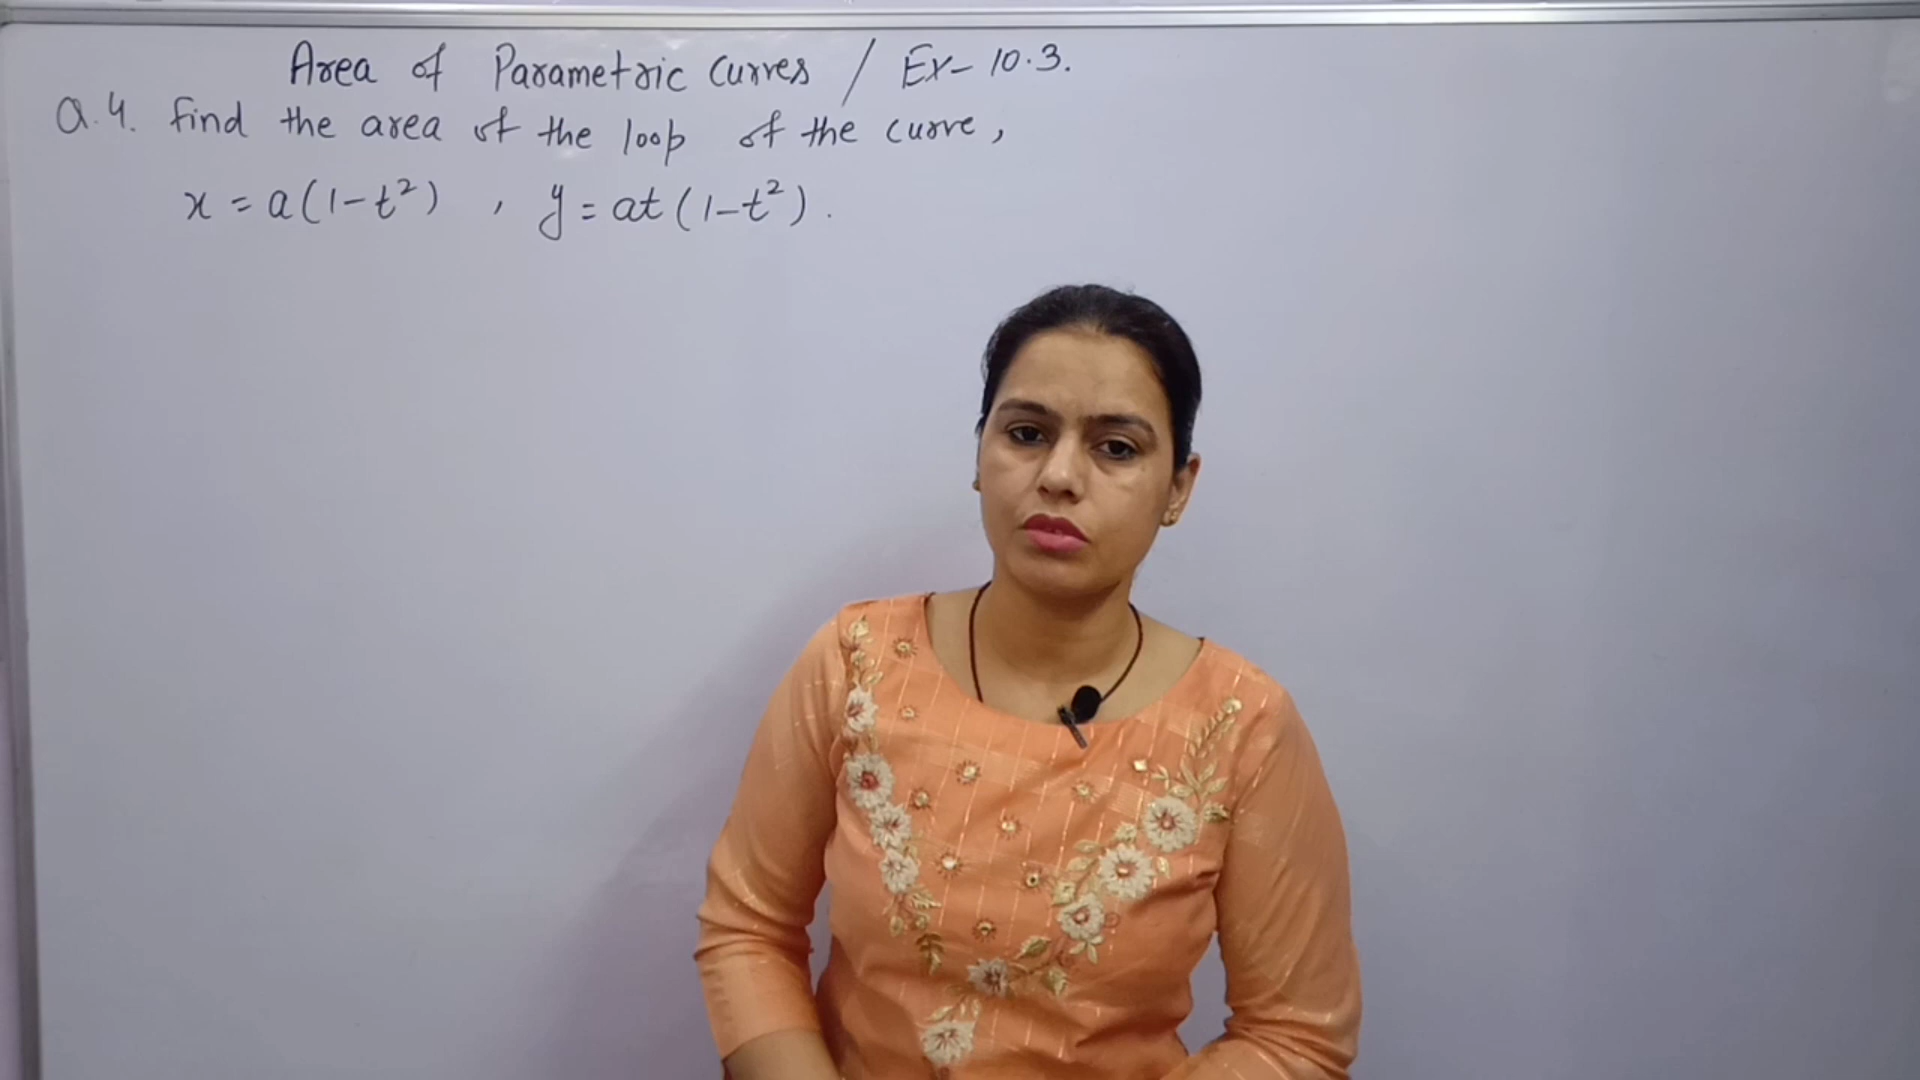 Area of Parametric Curves / Ex- 10.3.
Q.4. find the area of the loop of the curve,
x = a(1-t²) , y = at(1-t²).